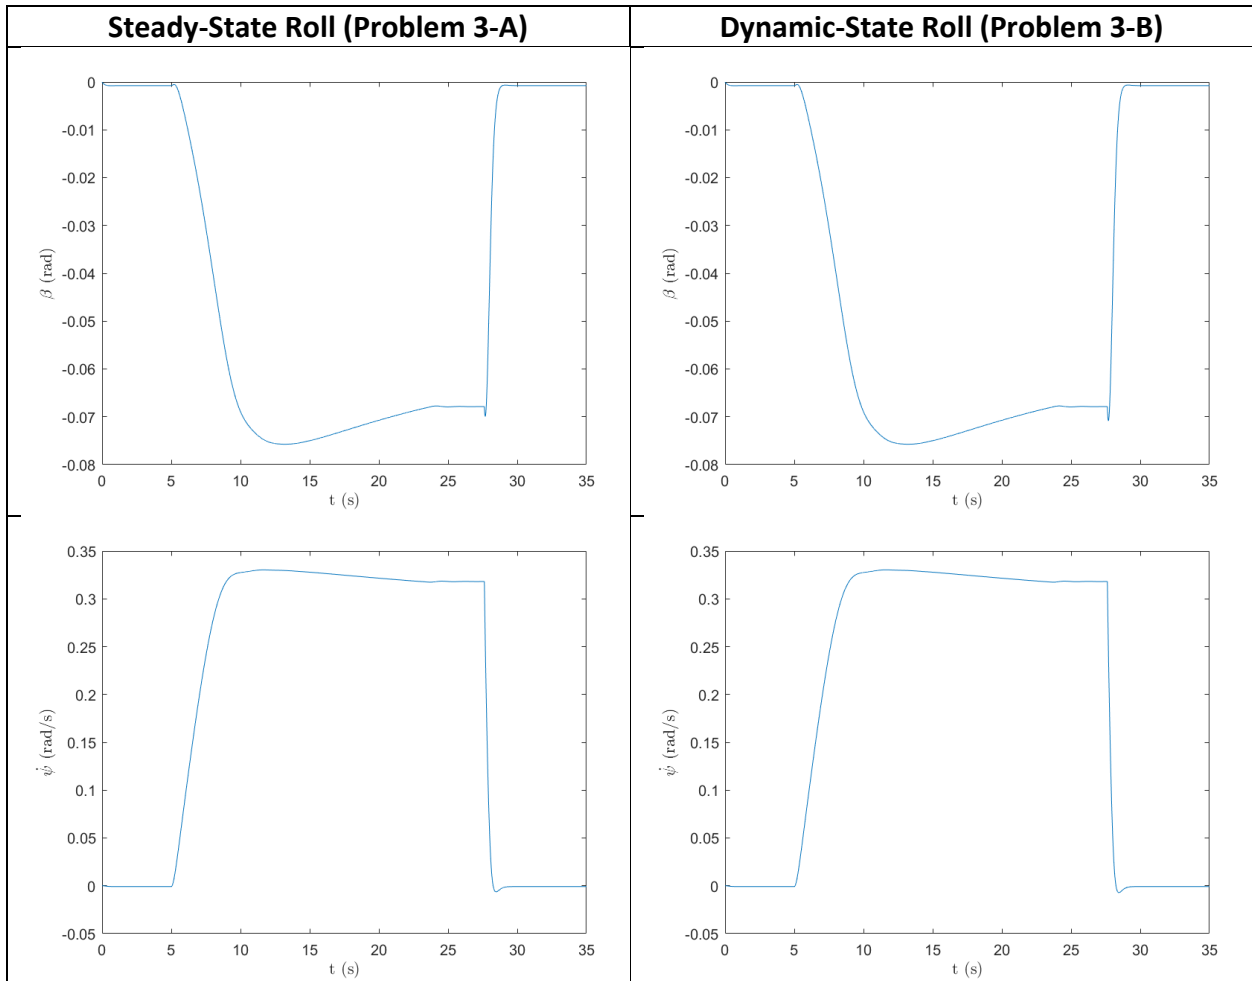 Steady-State Roll (Problem 3-A)
Dynamic-State Roll (Problem 3-B)
0
-0.01
-0.02
-0.03
-0.04
-0.05
-0.06
-0.07
-0.08
β (rad)
0 5 10 15 20 25 30 35
t (s)
0
-0.01
-0.02
-0.03
-0.04
-0.05
-0.06
-0.07
-0.08
β (rad)
0 5 10 15 20 25 30 35
t (s)
0.35
0.3
0.25
0.2
0.15
0.1
0.05
0
-0.05
ψ̇ (rad/s)
0 5 10 15 20 25 30 35
t (s)
0.35
0.3
0.25
0.2
0.15
0.1
0.05
0
-0.05
ψ̇ (rad/s)
0 5 10 15 20 25 30 35
t (s)